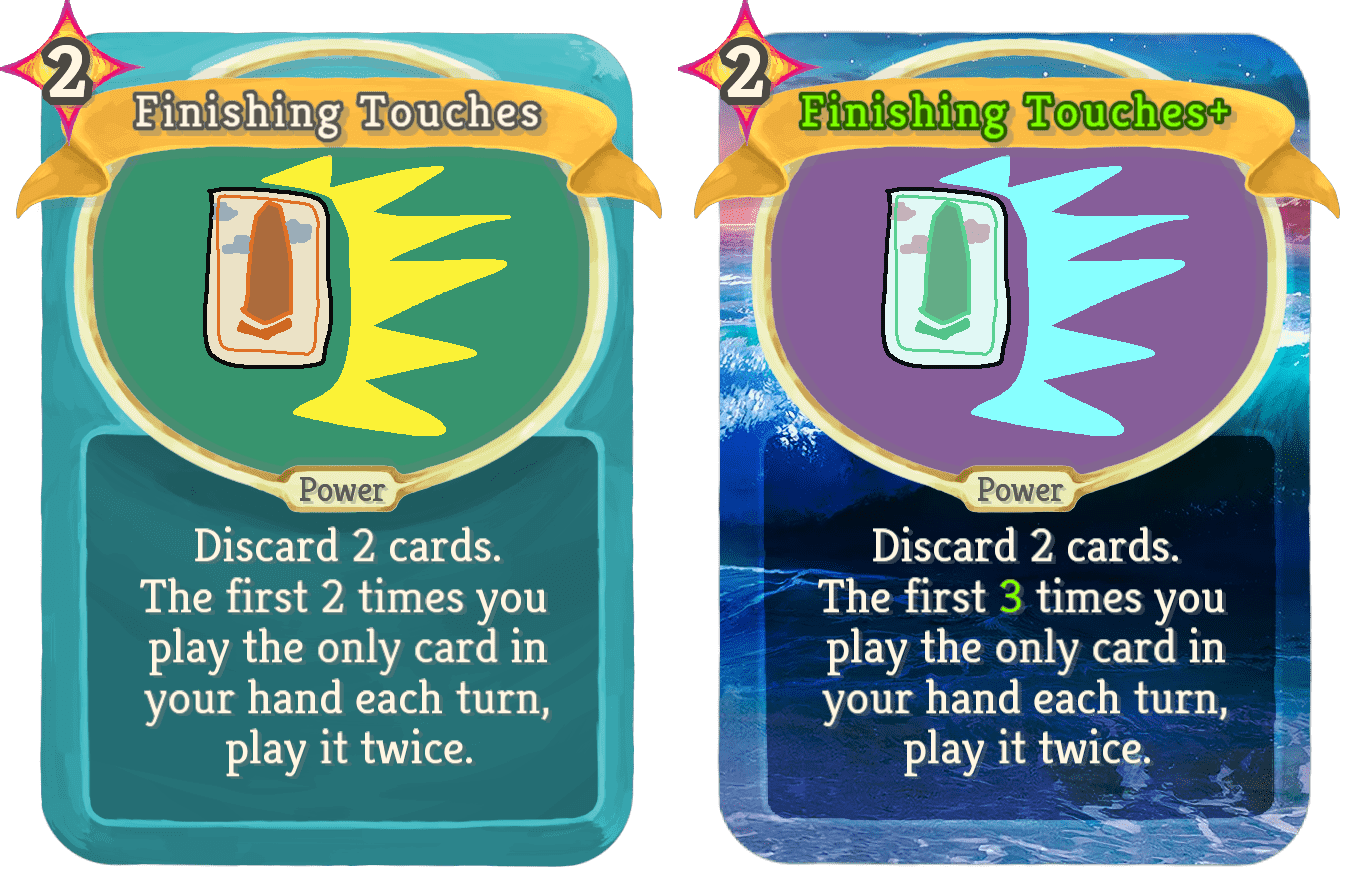 2
Finishing Touches
Power
Discard 2 cards.
The first 2 times you
play the only card in
your hand each turn,
play it twice.
2
Finishing Touches+
Power
Discard 2 cards.
The first 3 times you
play the only card in
your hand each turn,
play it twice.